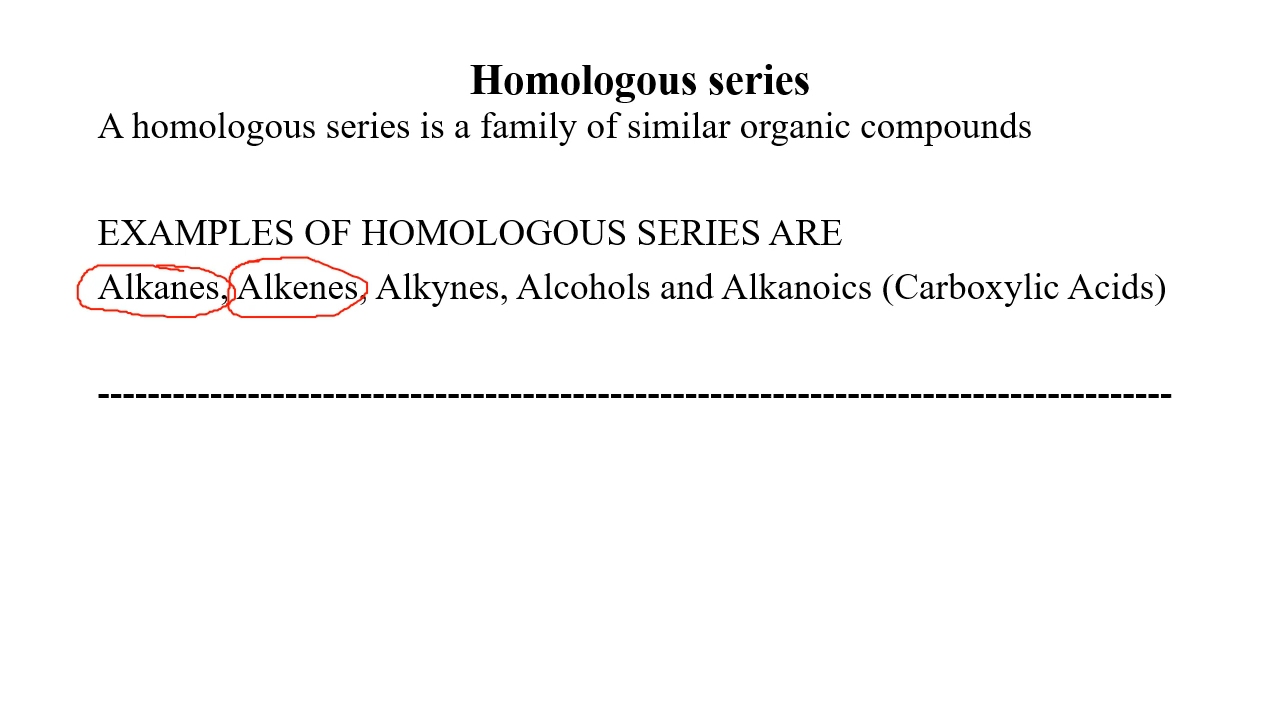 Homologous series
A homologous series is a family of similar organic compounds
EXAMPLES OF HOMOLOGOUS SERIES ARE
Alkanes, Alkenes, Alkynes, Alcohols and Alkanoics (Carboxylic Acids)
--------------------------------------------------------------------------------------